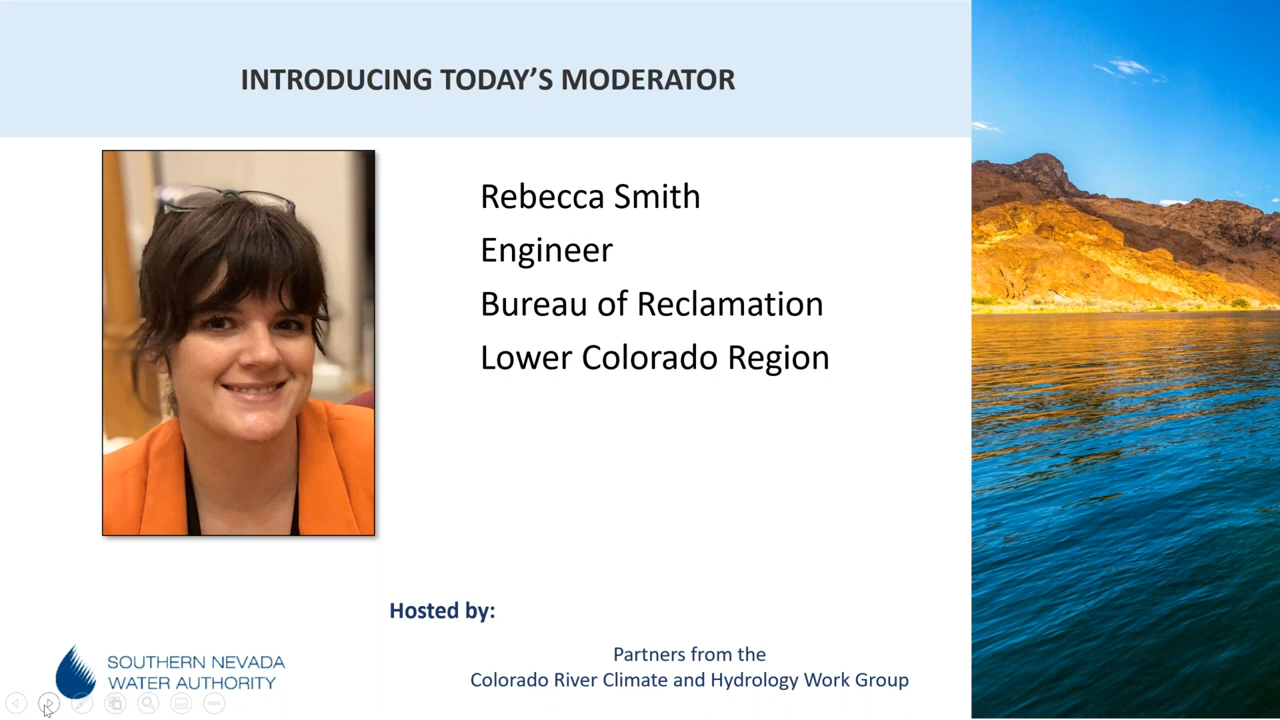 INTRODUCING TODAY’S MODERATOR
Rebecca Smith
Engineer
Bureau of Reclamation
Lower Colorado Region
Hosted by:
SOUTHERN NEVADA
WATER AUTHORITY
Partners from the
Colorado River Climate and Hydrology Work Group